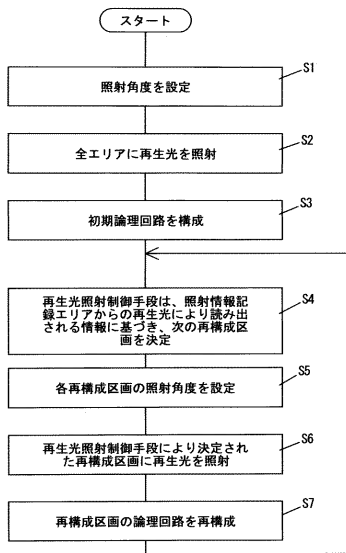 スタート
S1
照射角度を設定
S2
全エリアに再生光を照射
S3
初期論理回路を構成
S4
再生光照射制御手段は、照射情報記
録エリアからの再生光により読み出
される情報に基づき、次の再構成区
画を決定
S5
各再構成区画の照射角度を設定
S6
再生光照射制御手段により決定され
た再構成区画に再生光を照射
S7
再構成区画の論理回路を再構成